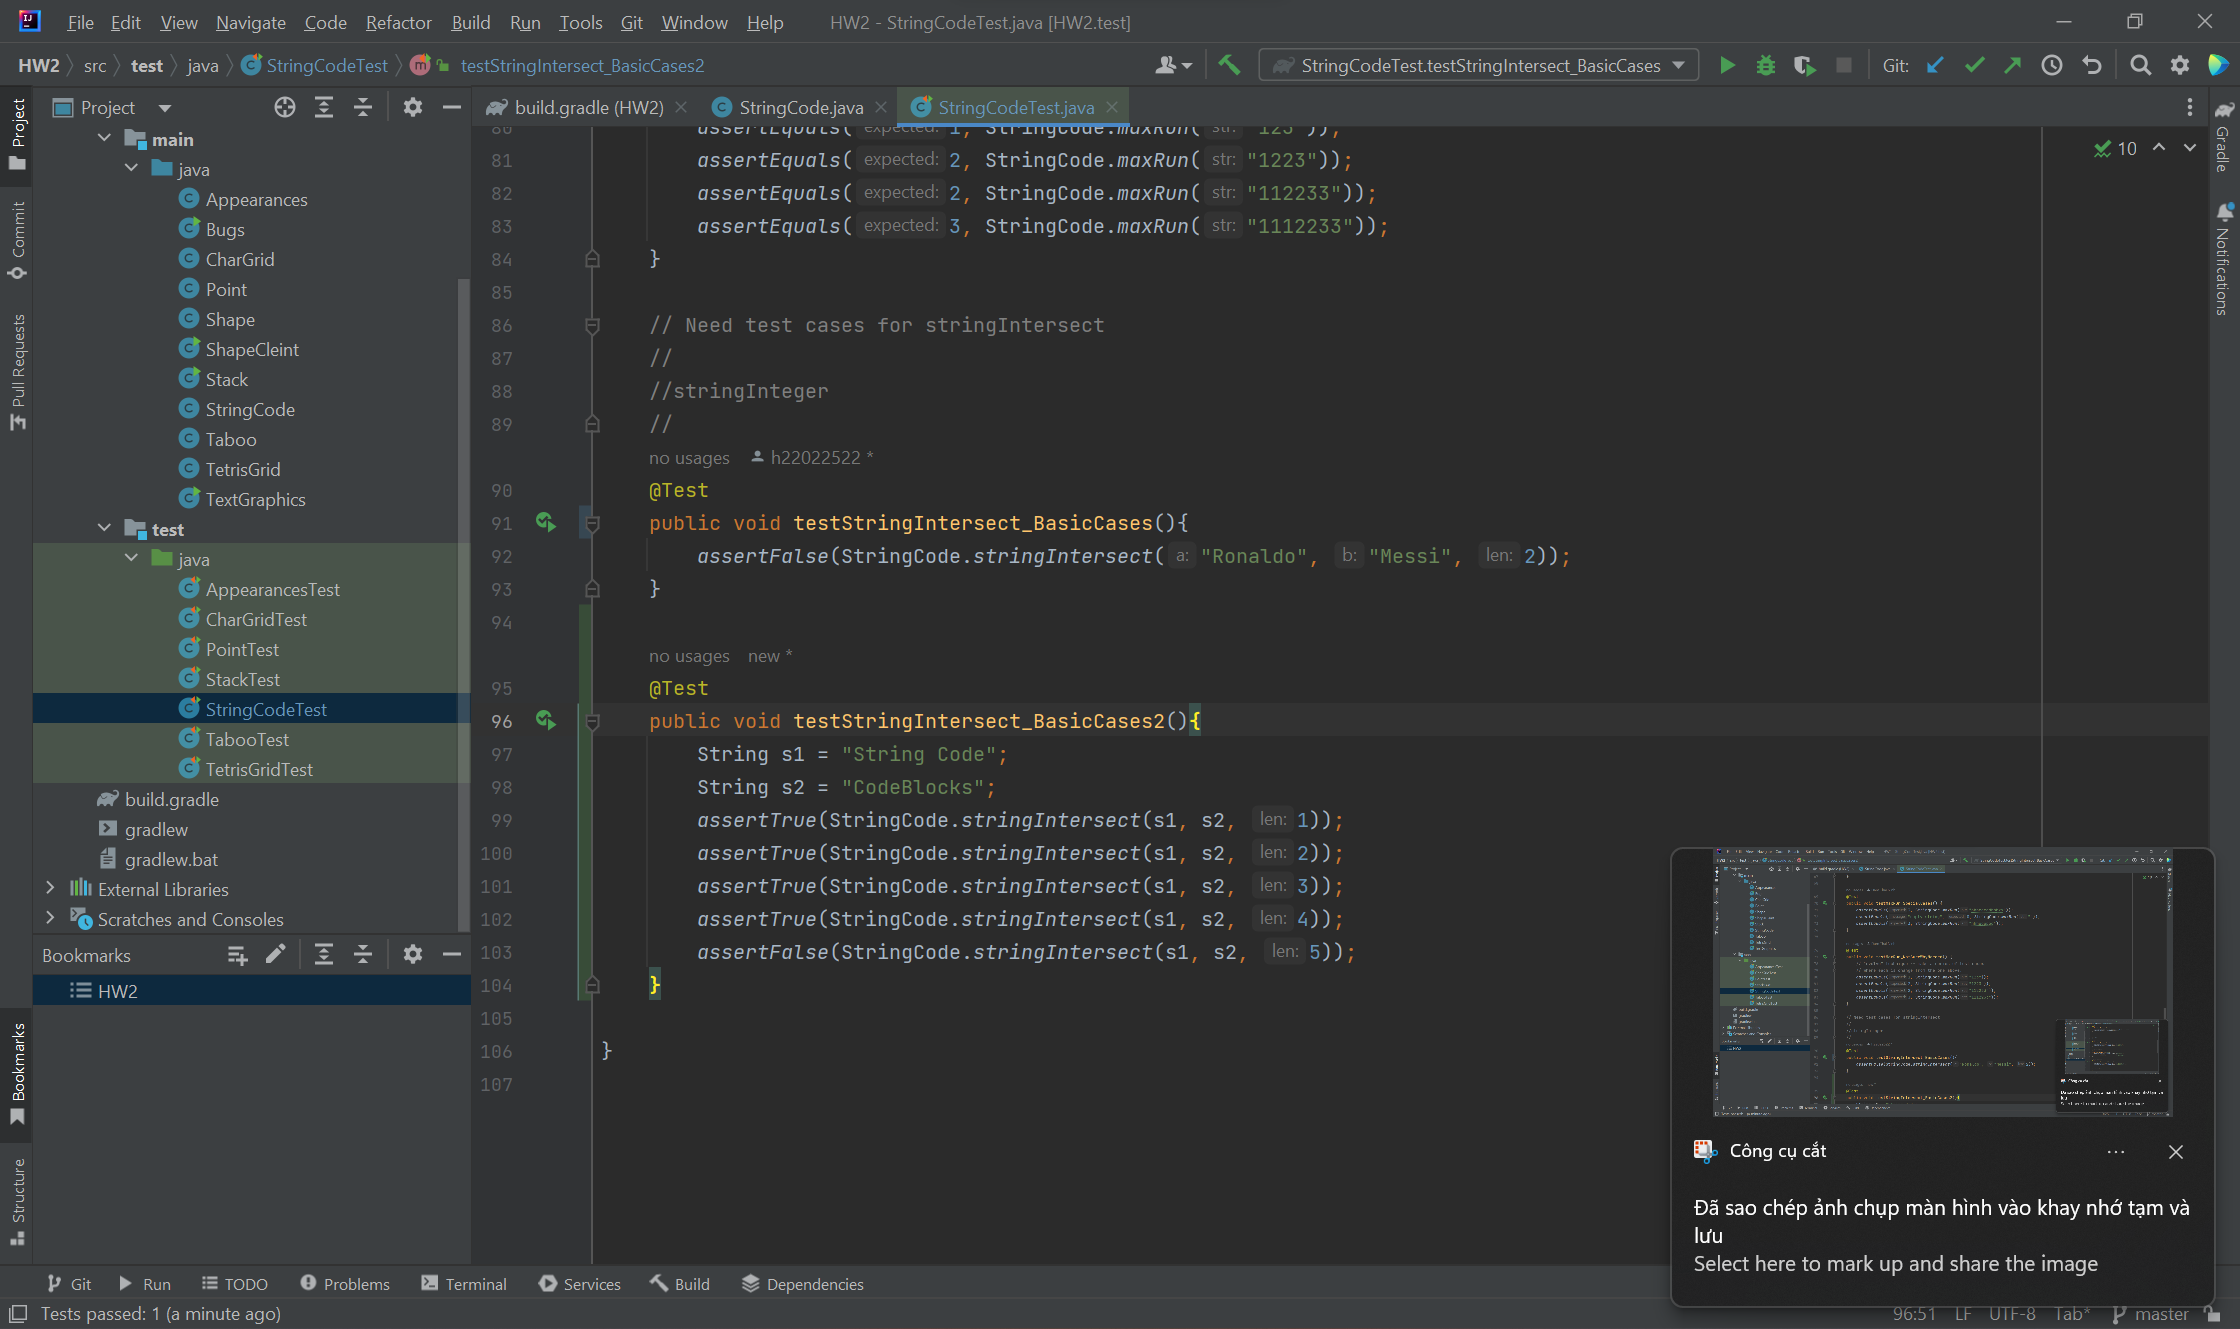 File Edit View Navigate Code Refactor Build Run Tools Git Window Help HW2 - StringCodeTest.java [HW2.test]
HW2 src test java StringCodeTest m testStringIntersect_BasicCases2 StringCodeTest.testStringIntersect_BasicCases Git:
Project
build.gradle (HW2) StringCode.java StringCodeTest.java
main
java
Appearances
Bugs
CharGrid
Point
Shape
ShapeCleint
Stack
StringCode
Taboo
TetrisGrid
TextGraphics
test
java
AppearancesTest
CharGridTest
PointTest
StackTest
StringCodeTest
TabooTest
TetrisGridTest
build.gradle
gradlew
gradlew.bat
External Libraries
Scratches and Consoles
Bookmarks
HW2
Project
Commit
Pull Requests
Bookmarks
Structure
80 assertEquals( expected: 1, StringCode.maxRun( str: "123"));
81 assertEquals( expected: 2, StringCode.maxRun( str: "1223"));
82 assertEquals( expected: 2, StringCode.maxRun( str: "112233"));
83 assertEquals( expected: 3, StringCode.maxRun( str: "1112233"));
84 }
85
86 // Need test cases for stringIntersect
87 //
88 //stringInteger
89 //
no usages h22022522 *
90 @Test
91 public void testStringIntersect_BasicCases(){
92 assertFalse(StringCode.stringIntersect( a: "Ronaldo", b: "Messi", len: 2));
93 }
94
no usages new *
95 @Test
96 public void testStringIntersect_BasicCases2(){
97 String s1 = "String Code";
98 String s2 = "CodeBlocks";
99 assertTrue(StringCode.stringIntersect(s1, s2, len: 1));
100 assertTrue(StringCode.stringIntersect(s1, s2, len: 2));
101 assertTrue(StringCode.stringIntersect(s1, s2, len: 3));
102 assertTrue(StringCode.stringIntersect(s1, s2, len: 4));
103 assertFalse(StringCode.stringIntersect(s1, s2, len: 5));
104 }
105
106 }
107
10
Gradle
Notifications
Công cụ cắt
Đã sao chép ảnh chụp màn hình vào khay nhớ tạm và
lưu
Select here to mark up and share the image
Git Run TODO Problems Terminal Services Build Dependencies
Tests passed: 1 (a minute ago) 96:51 LF UTF-8 Tab* master